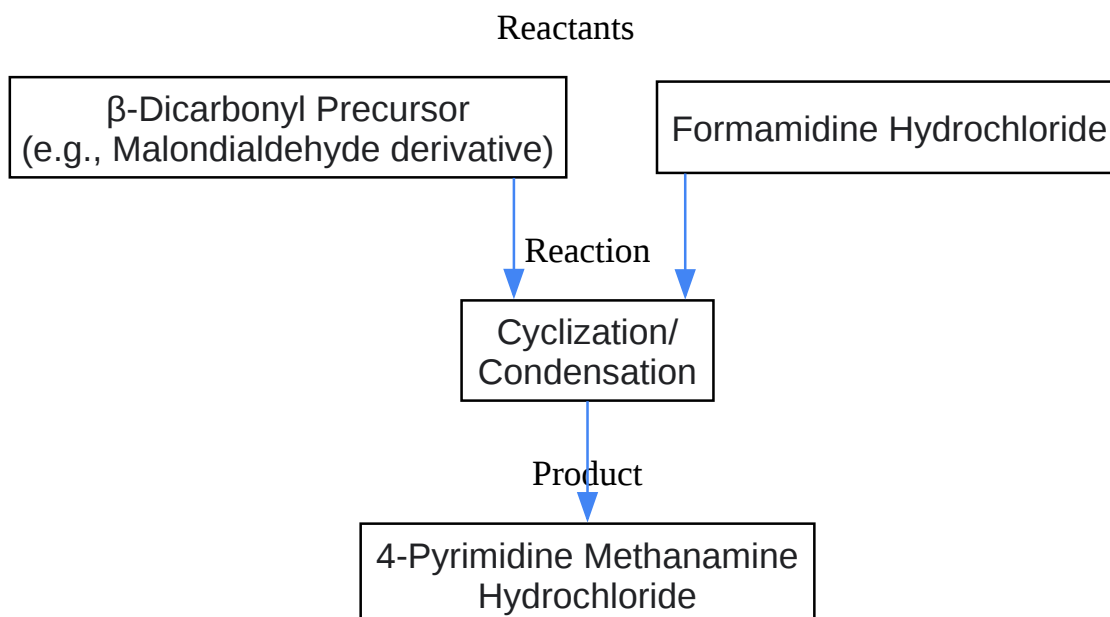 Reactants
β-Dicarbonyl Precursor
(e.g., Malondialdehyde derivative)
Formamidine Hydrochloride
Reaction
Cyclization/
Condensation
Product
4-Pyrimidine Methanamine
Hydrochloride